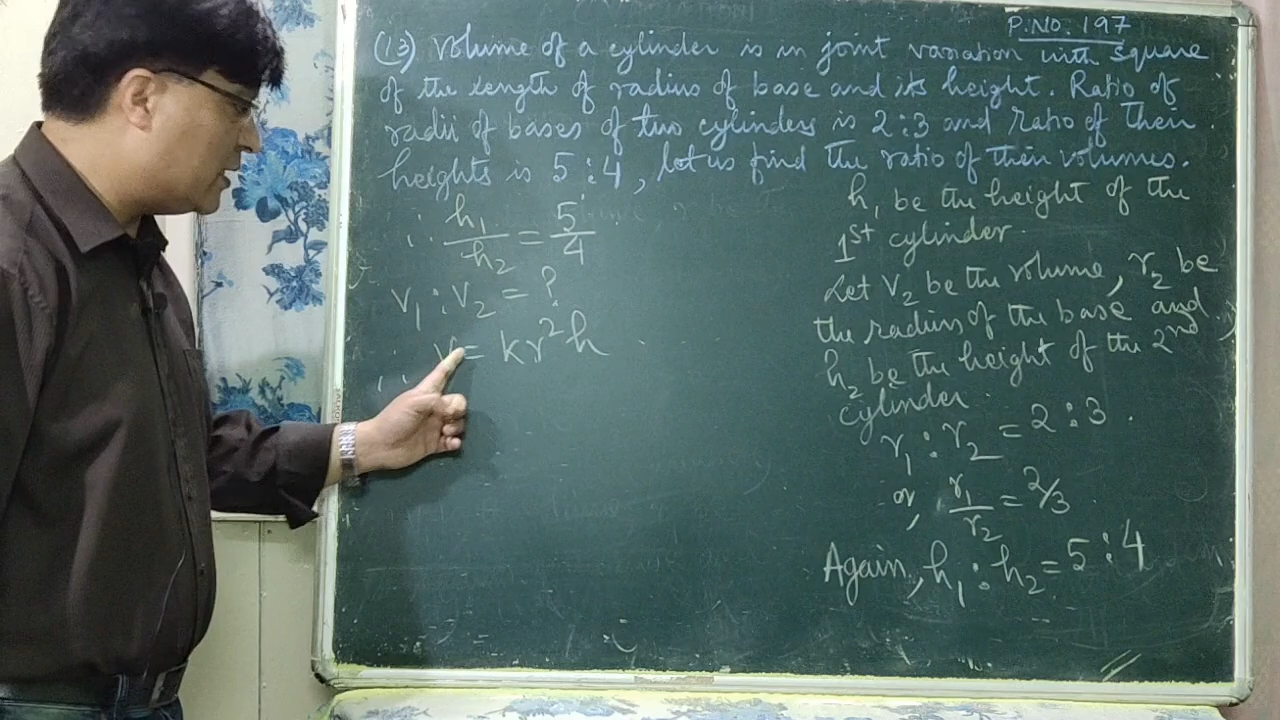 P.NO. 197
(13) Volume of a cylinder is in joint variation with square
of the length of radius of base and its height. Ratio of
radii of bases of two cylinders is 2:3 and ratio of their
heights is 5:4, let us find the ratio of their volumes.
h₁ be the height of the
1st cylinder.
Let V₂ be the volume, r₂ be
the radius of the base and
h₂ be the height of the 2nd
cylinder.
r₁ : r₂ = 2:3.
or, r₁/r₂ = 2/3
Again, h₁ : h₂ = 5:4
∴ h₁/h₂ = 5/4
V₁ : V₂ = ?
∴ V = kr²h